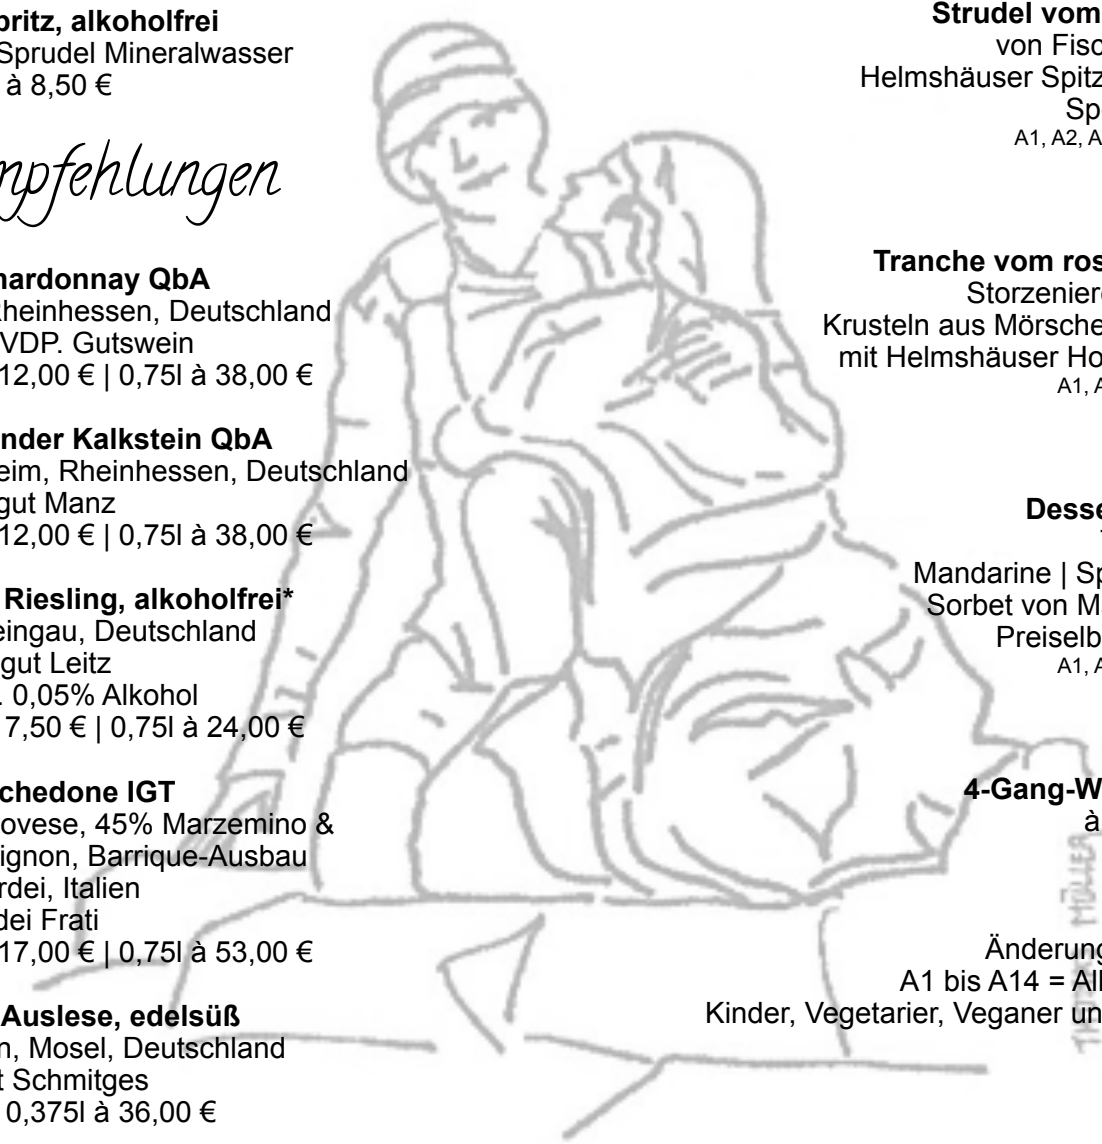 pritz, alkoholfrei
Sprudel Mineralwasser
à 8,50 €
mpfehlungen
hardonnay QbA
Rheinhessen, Deutschland
VDP. Gutswein
12,00 € | 0,75l à 38,00 €
nder Kalkstein QbA
eim, Rheinhessen, Deutschland
gut Manz
12,00 € | 0,75l à 38,00 €
Riesling, alkoholfrei*
eingau, Deutschland
gut Leitz
. 0,05% Alkohol
7,50 € | 0,75l à 24,00 €
chedone IGT
ovese, 45% Marzemino &
ignon, Barrique-Ausbau
rdei, Italien
dei Frati
17,00 € | 0,75l à 53,00 €
Auslese, edelsüß
n, Mosel, Deutschland
t Schmitges
0,375l à 36,00 €
Strudel vom
von Fisc
Helmshäuser Spitz
Sp
A1, A2, A
Tranche vom ros
Storzenier
Krusteln aus Mörsche
mit Helmshäuser Ho
A1, A
Desse
Mandarine | Sp
Sorbet von M
Preiselb
A1, A
4-Gang-W
à
Änderung
A1 bis A14 = All
Kinder, Vegetarier, Veganer un
MÜLLER